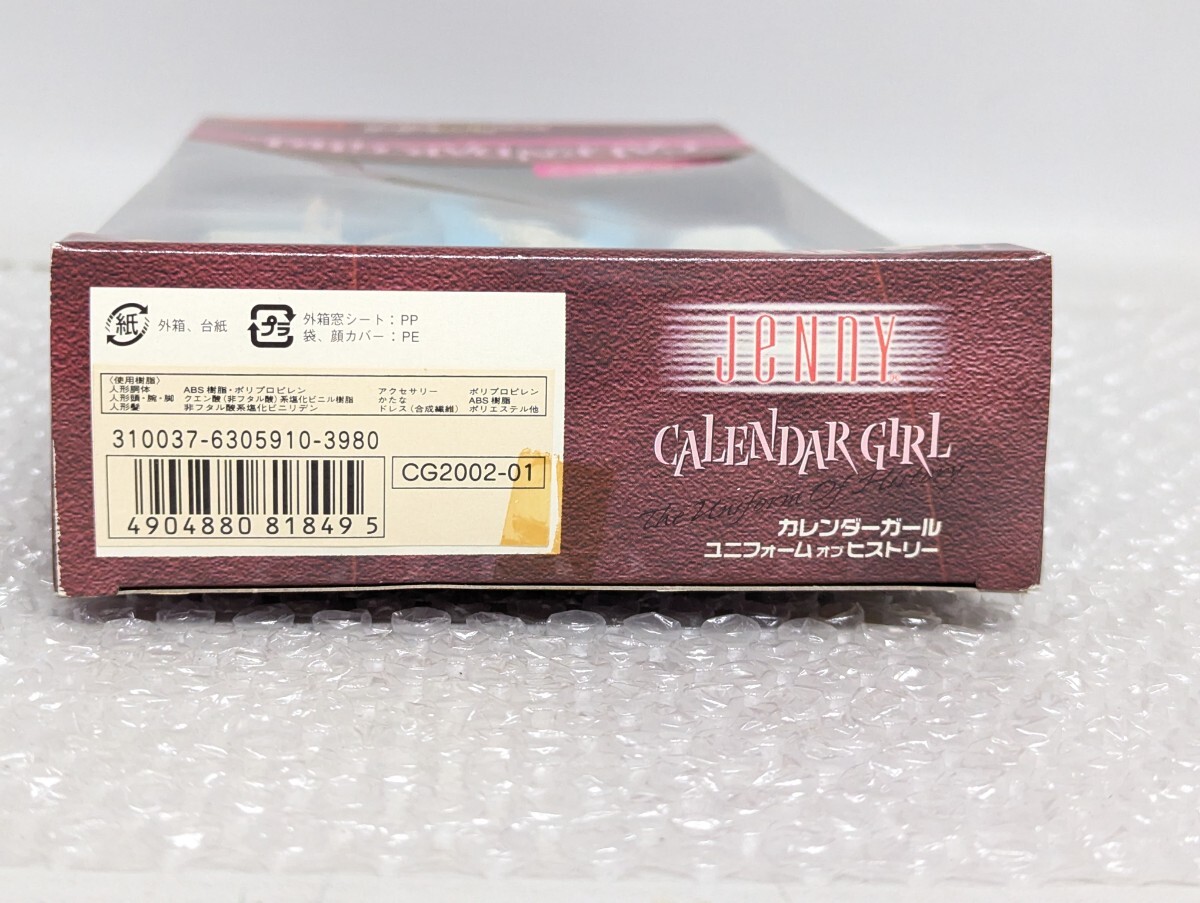 紙 外箱、台紙
プラ 外箱窓シート：PP
袋、顔カバー：PE
〈使用樹脂〉
人形胴体 ABS樹脂・ポリプロピレン アクセサリー ポリプロピレン
人形頭・腕・脚 クエン酸(非フタル酸)系塩化ビニル樹脂 かたな ABS樹脂
人形髪 非フタル酸系塩化ビニリデン ドレス(合成繊維) ポリエステル他
310037-6305910-3980
CG2002-01
4904880 818495
JeNNY
CALENDAR GIRL
The Uniform Of History
カレンダーガール
ユニフォーム オブ ヒストリー